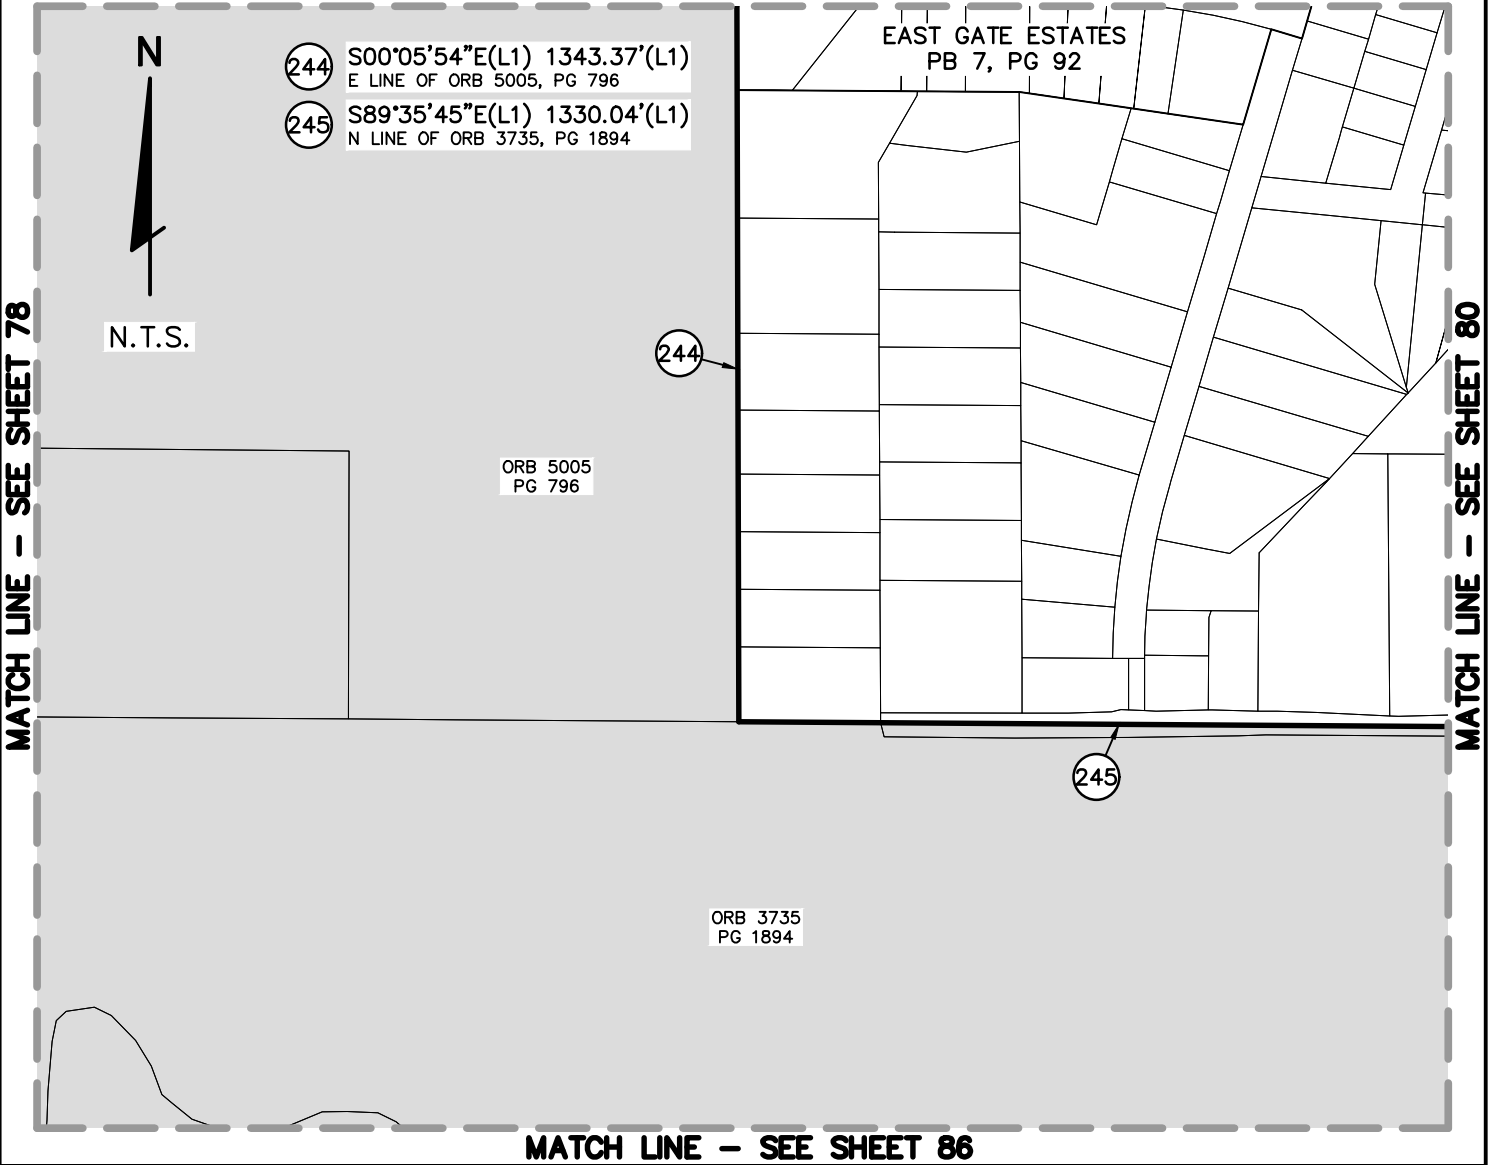 N
244 S00°05'54"E(L1) 1343.37'(L1)
E LINE OF ORB 5005, PG 796
245 S89°35'45"E(L1) 1330.04'(L1)
N LINE OF ORB 3735, PG 1894
EAST GATE ESTATES
PB 7, PG 92
N.T.S.
MATCH LINE - SEE SHEET 78
244
MATCH LINE - SEE SHEET 80
ORB 5005
PG 796
245
ORB 3735
PG 1894
MATCH LINE - SEE SHEET 86